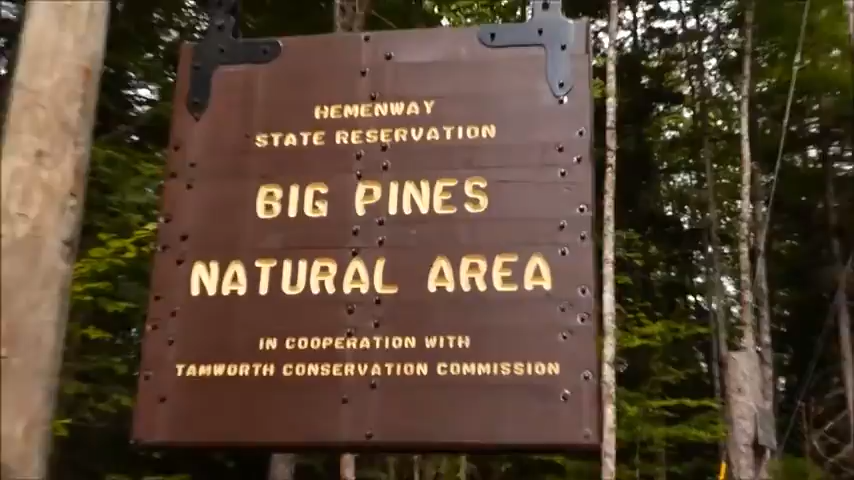 HEMENWAY
STATE RESERVATION
BIG PINES
NATURAL AREA
IN COOPERATION WITH
TAMWORTH CONSERVATION COMMISSION